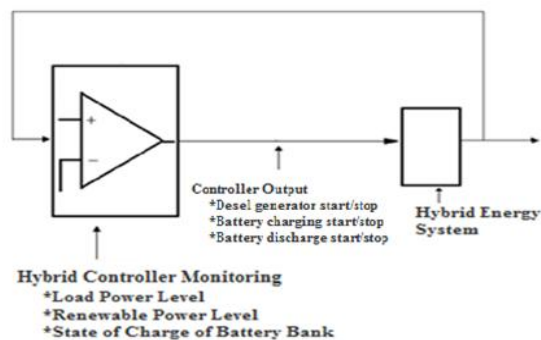 +
−
Controller Output
*Desel generator start/stop
*Battery charging start/stop
*Battery discharge start/stop
Hybrid Energy
System
Hybrid Controller Monitoring
*Load Power Level
*Renewable Power Level
*State of Charge of Battery Bank